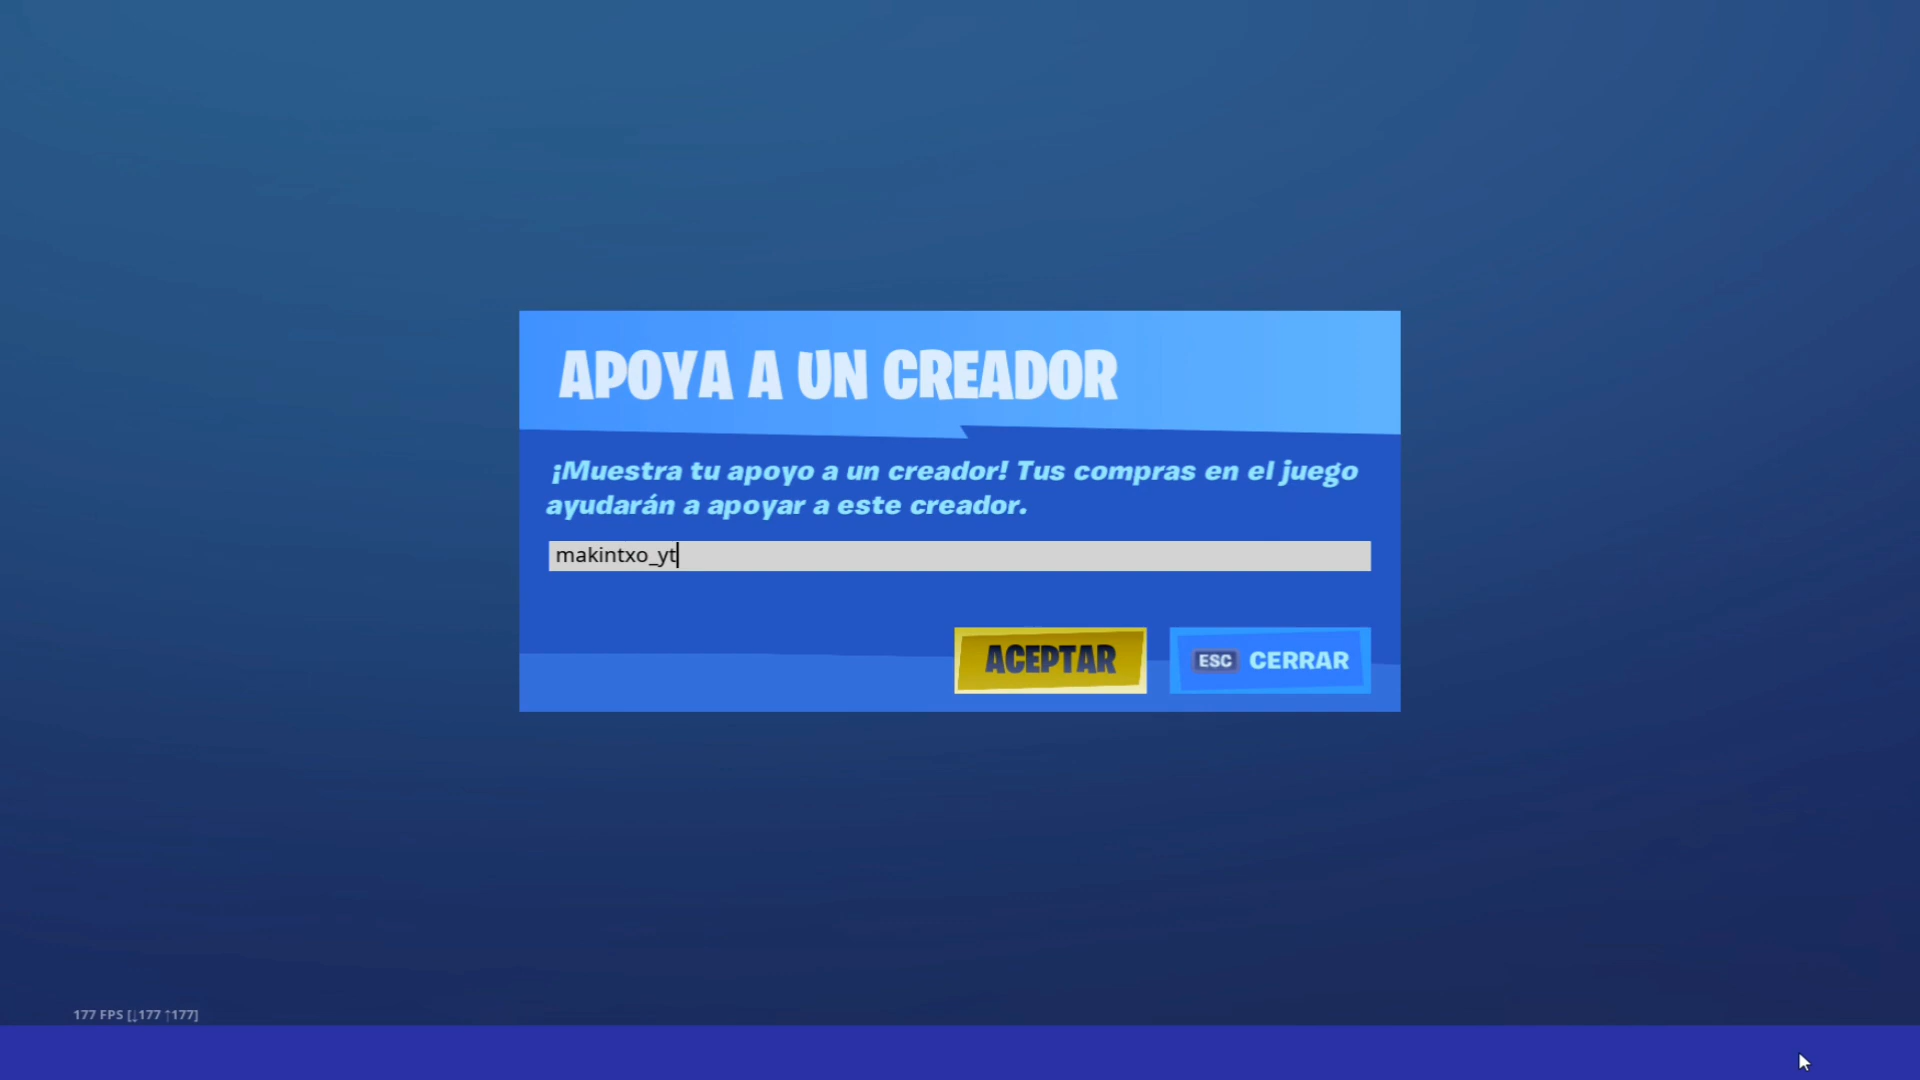 APOYA A UN CREADOR
¡Muestra tu apoyo a un creador! Tus compras en el juego
ayudarán a apoyar a este creador.
makintxo_yt
ACEPTAR
ESC CERRAR
177 FPS [↓177 ↑177]